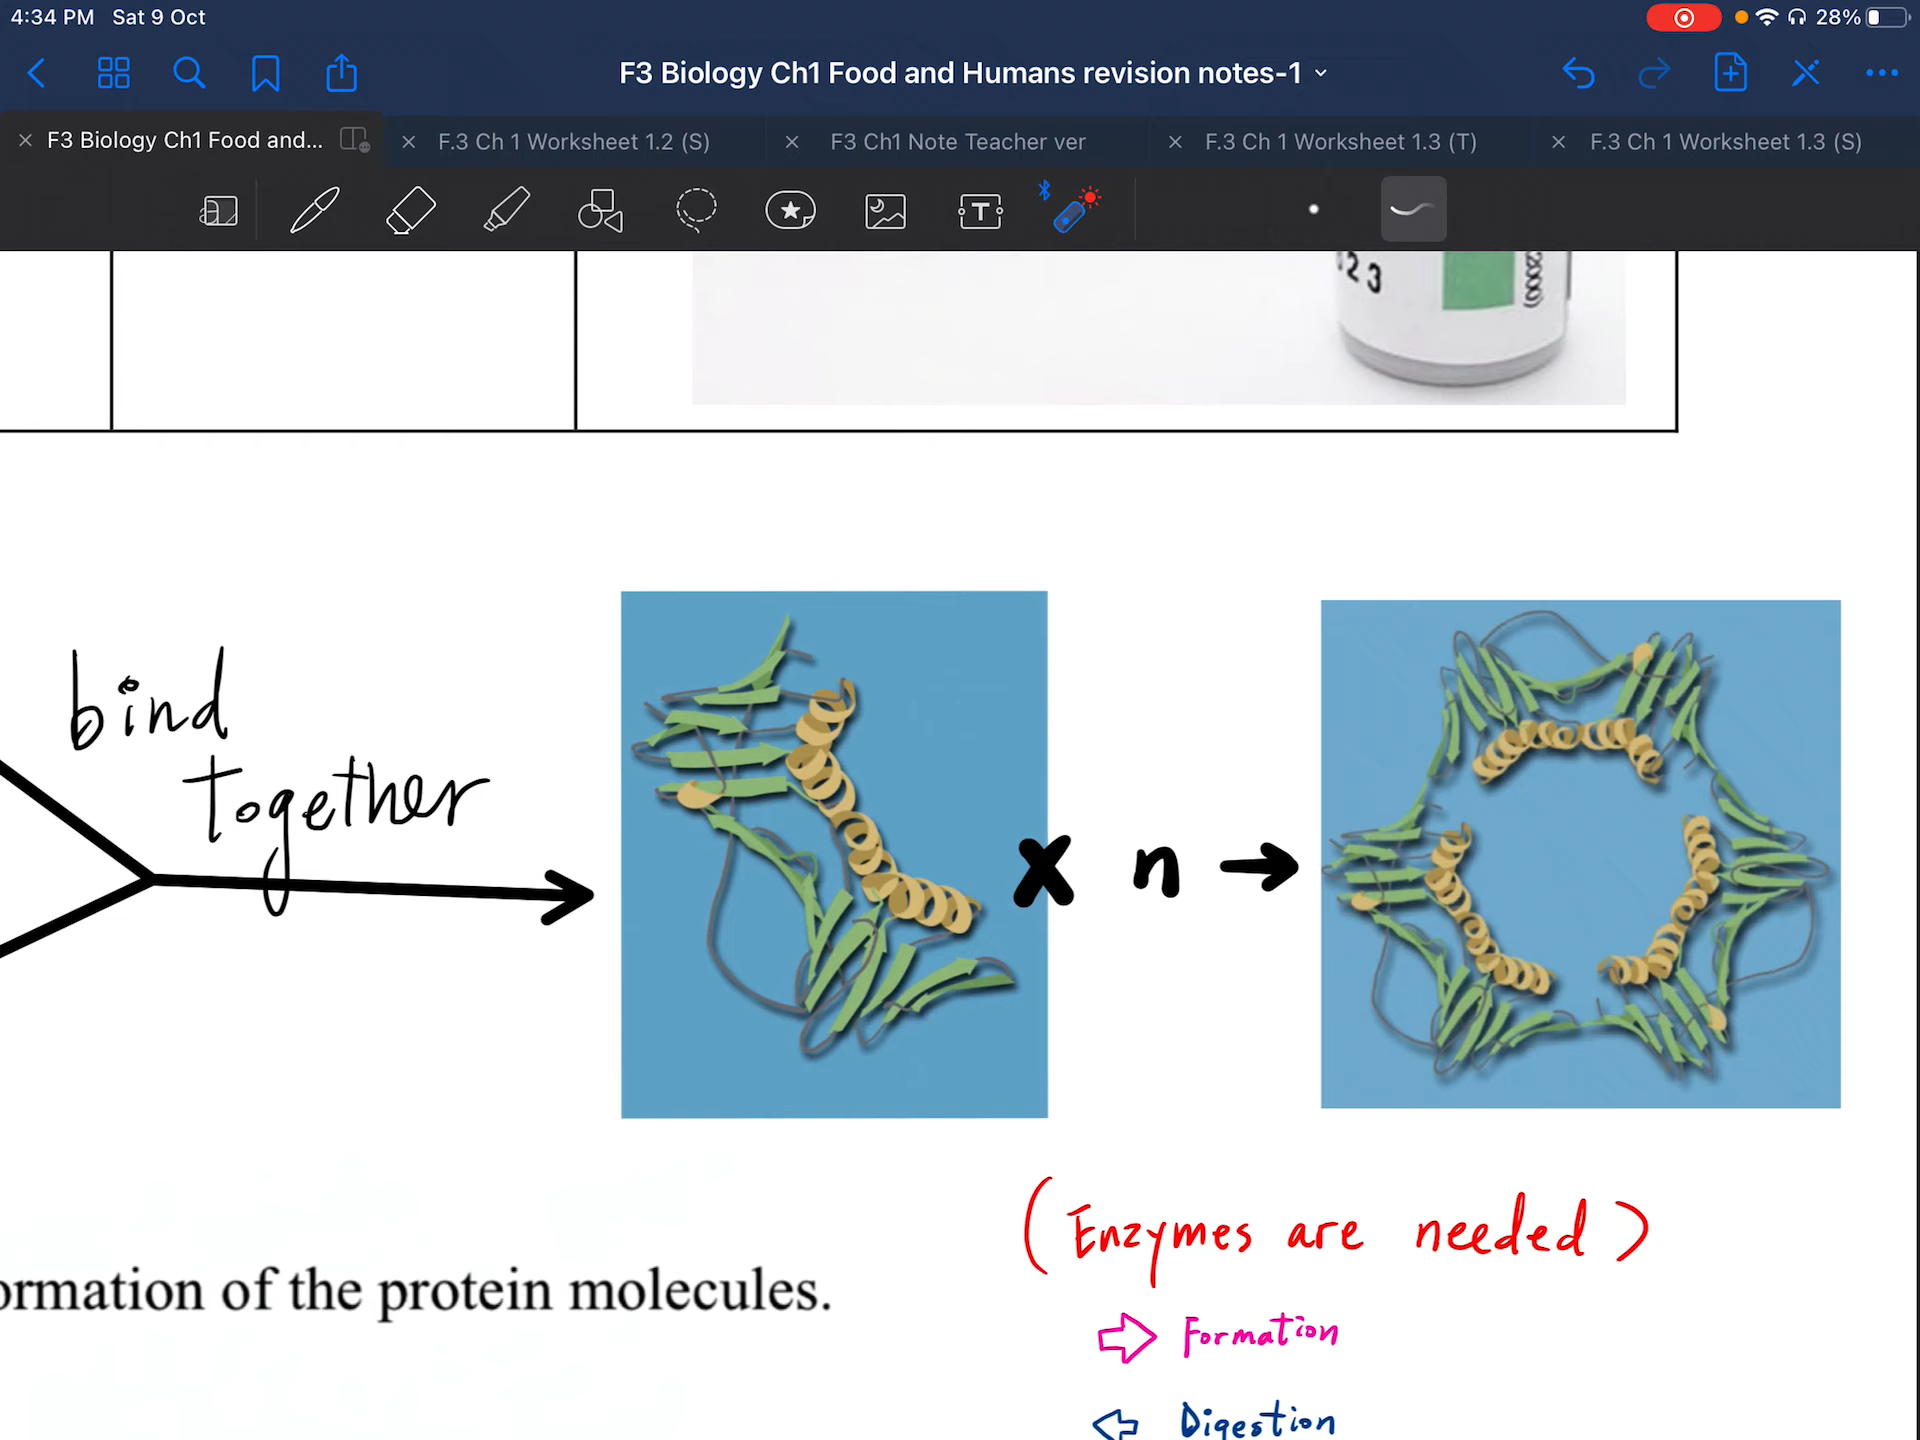 4:34 PM Sat 9 Oct 28%
F3 Biology Ch1 Food and Humans revision notes-1
F3 Biology Ch1 Food and... F.3 Ch 1 Worksheet 1.2 (S) F3 Ch1 Note Teacher ver F.3 Ch 1 Worksheet 1.3 (T) F.3 Ch 1 Worksheet 1.3 (S)
T
23
2000)
bind
together
x n →
(Enzymes are needed)
ormation of the protein molecules.
⇨ Formation
⇦ Digestion